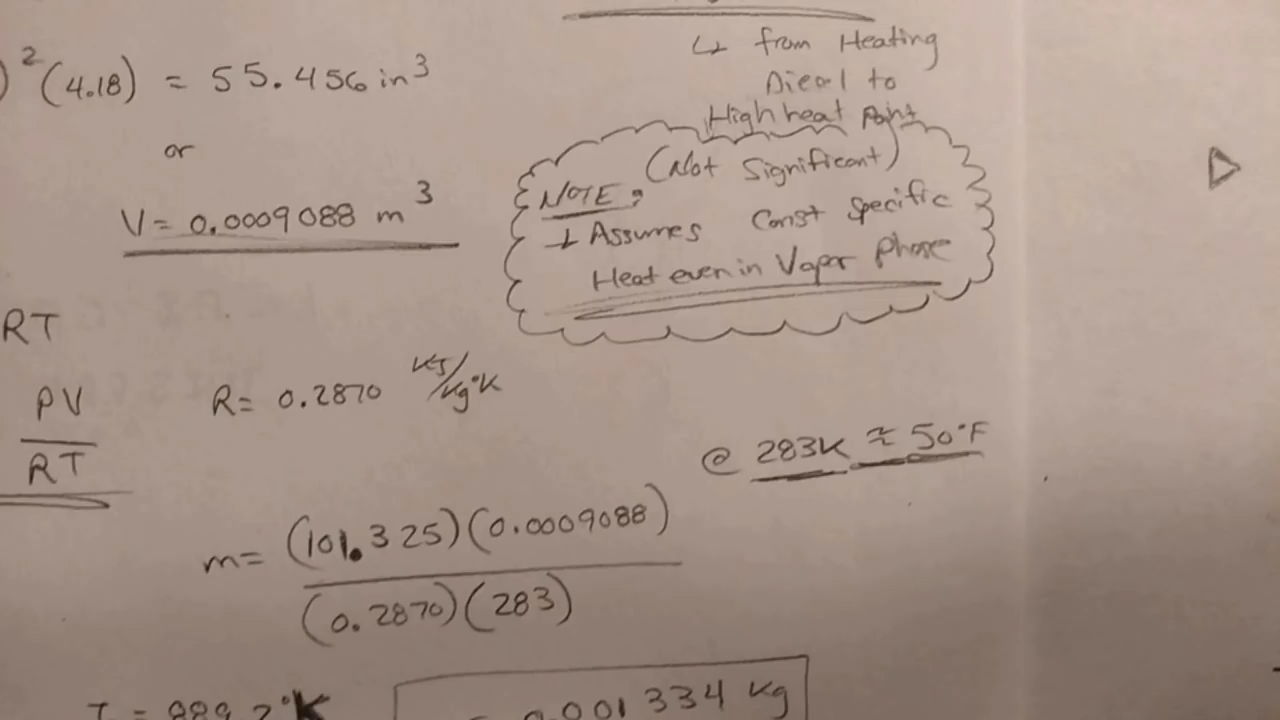 )² (4.18) = 55.456 in³
or
V = 0.0009088 m³
↳ from Heating
Diesel to
High heat Point
(Not Significant)
NOTE:
↳ Assumes Const Specific
Heat even in Vapor Phase
RT
PV
RT
R = 0.2870 KJ/kg°K
@ 283K ≈ 50°F
m = (101.325)(0.0009088)
(0.2870)(283)
0.001334 kg